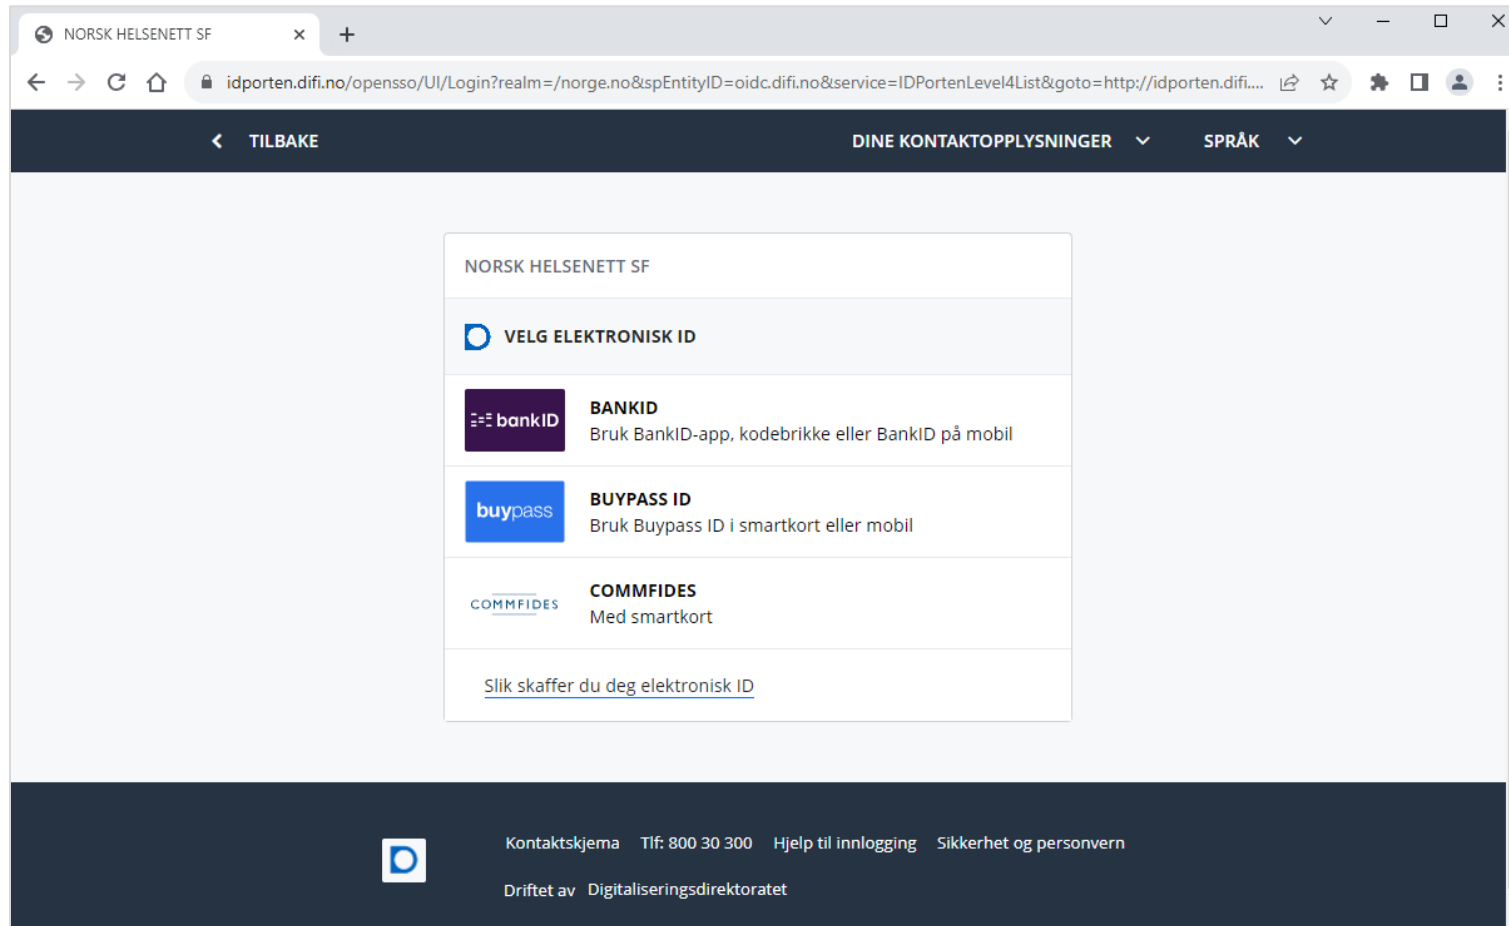 NORSK HELSENETT SF
idporten.difi.no/opensso/UI/Login?realm=/norge.no&spEntityID=oidc.difi.no&service=IDPortenLevel4List&goto=http://idporten.difi....
TILBAKE DINE KONTAKTOPPLYSNINGER SPRÅK
NORSK HELSENETT SF
VELG ELEKTRONISK ID
bankID
BANKID
Bruk BankID-app, kodebrikke eller BankID på mobil
buypass
BUYPASS ID
Bruk Buypass ID i smartkort eller mobil
COMMFIDES
COMMFIDES
Med smartkort
Slik skaffer du deg elektronisk ID
Kontaktskjema Tlf: 800 30 300 Hjelp til innlogging Sikkerhet og personvern
Driftet av Digitaliseringsdirektoratet